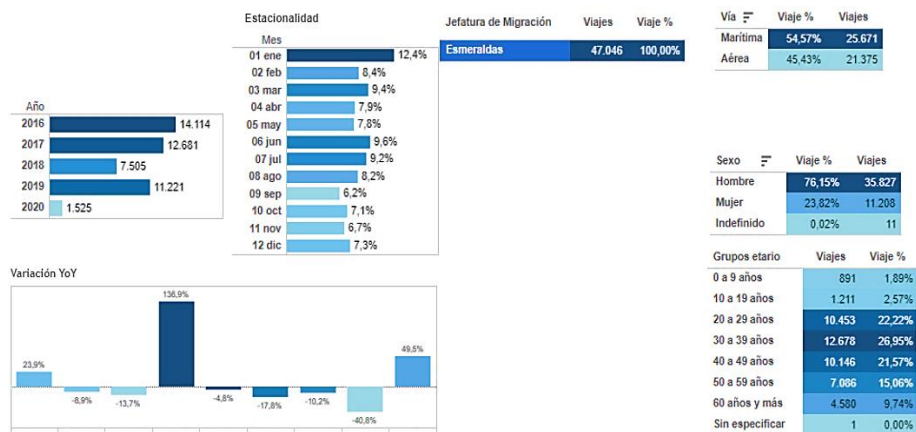 Estacionalidad
Mes
01 ene 12,4%
02 feb 8,4%
03 mar 9,4%
04 abr 7,9%
05 may 7,8%
06 jun 9,6%
07 jul 9,2%
08 ago 8,2%
09 sep 6,2%
10 oct 7,1%
11 nov 6,7%
12 dic 7,3%
Jefatura de Migración Viajes Viaje %
Esmeraldas 47.046 100,00%
Vía Viaje % Viajes
Marítima 54,57% 25.671
Aérea 45,43% 21.375
Año
2016 14.114
2017 12.681
2018 7.505
2019 11.221
2020 1.525
Sexo Viaje % Viajes
Hombre 76,15% 35.827
Mujer 23,82% 11.208
Indefinido 0,02% 11
Variación YoY
23,9%
-8,9%
-13,7%
136,9%
-4,8%
-17,8%
-10,2%
-40,8%
49,5%
Grupos etario Viajes Viaje %
0 a 9 años 891 1,89%
10 a 19 años 1.211 2,57%
20 a 29 años 10.453 22,22%
30 a 39 años 12.678 26,95%
40 a 49 años 10.146 21,57%
50 a 59 años 7.086 15,06%
60 años y más 4.580 9,74%
Sin especificar 1 0,00%